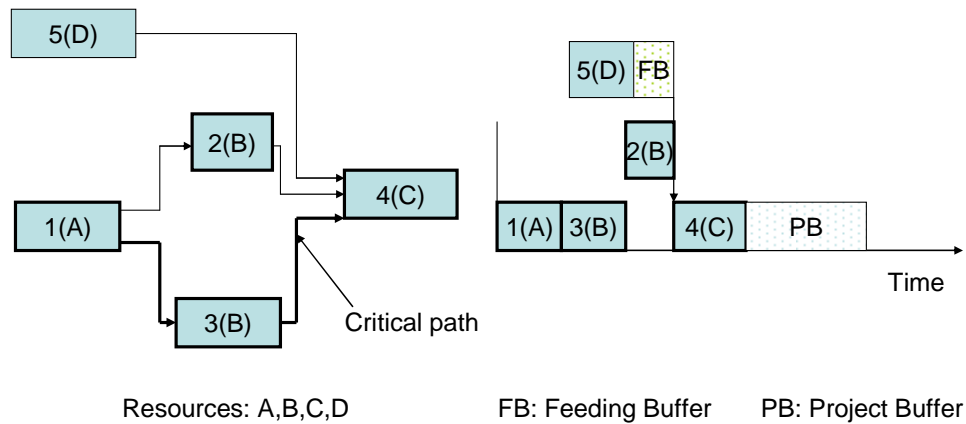 5(D)
2(B)
1(A)
4(C)
3(B)
Critical path
5(D)
FB
2(B)
1(A)
3(B)
4(C)
PB
Time
Resources: A,B,C,D
FB: Feeding Buffer
PB: Project Buffer